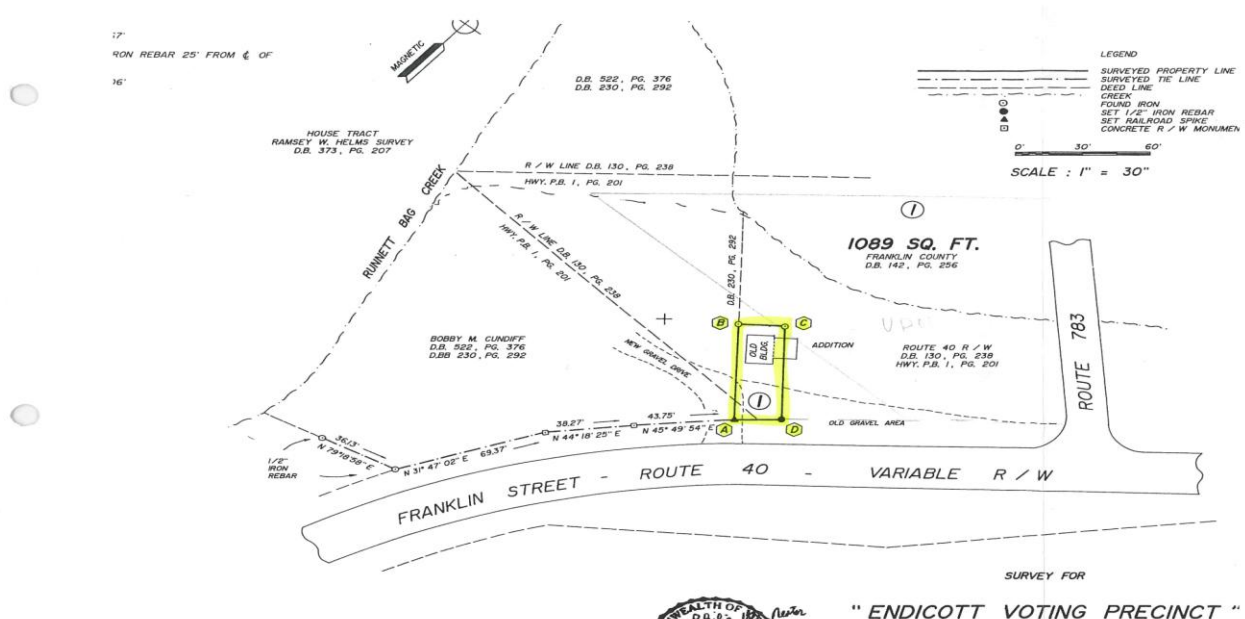 17'
RON REBAR 25' FROM ℄ OF
MAGNETIC
D.B. 522, PG. 376
D.B. 230, PG. 292
LEGEND
SURVEYED PROPERTY LINE
SURVEYED TIE LINE
DEED LINE
CREEK
FOUND IRON
SET 1/2" IRON REBAR
SET RAILROAD SPIKE
CONCRETE R / W MONUMEN
0' 30' 60'
SCALE : 1" = 30"
HOUSE TRACT
RAMSEY W. HELMS SURVEY
D.B. 373, PG. 207
RUNNETT BAG CREEK
R / W LINE D.B. 130, PG. 238
HWY. P.B. 1, PG. 201
R / W LINE D.B. 130, PG. 238
HWY. P.B. 1, PG. 201
D.B. 230, PG. 292
1
1089 SQ. FT.
FRANKLIN COUNTY
D.B. 142, PG. 256
B
C
OLD
BLDG.
ADDITION
ROUTE 40 R / W
D.B. 130, PG. 238
HWY. P.B. 1, PG. 201
ROUTE 783
BOBBY M. CUNDIFF
D.B. 522, PG. 376
DBB 230, PG. 292
NEW GRAVEL DRIVE
1
A
D
OLD GRAVEL AREA
36.13'
N 79° 18' 58" E
1/2"
IRON
REBAR
N 31° 47' 02" E 69.37'
38.27'
N 44° 18' 25" E
43.75'
N 45° 49' 54" E
FRANKLIN STREET - ROUTE 40 - VARIABLE R / W
SURVEY FOR
" ENDICOTT VOTING PRECINCT "
WEALTH OF